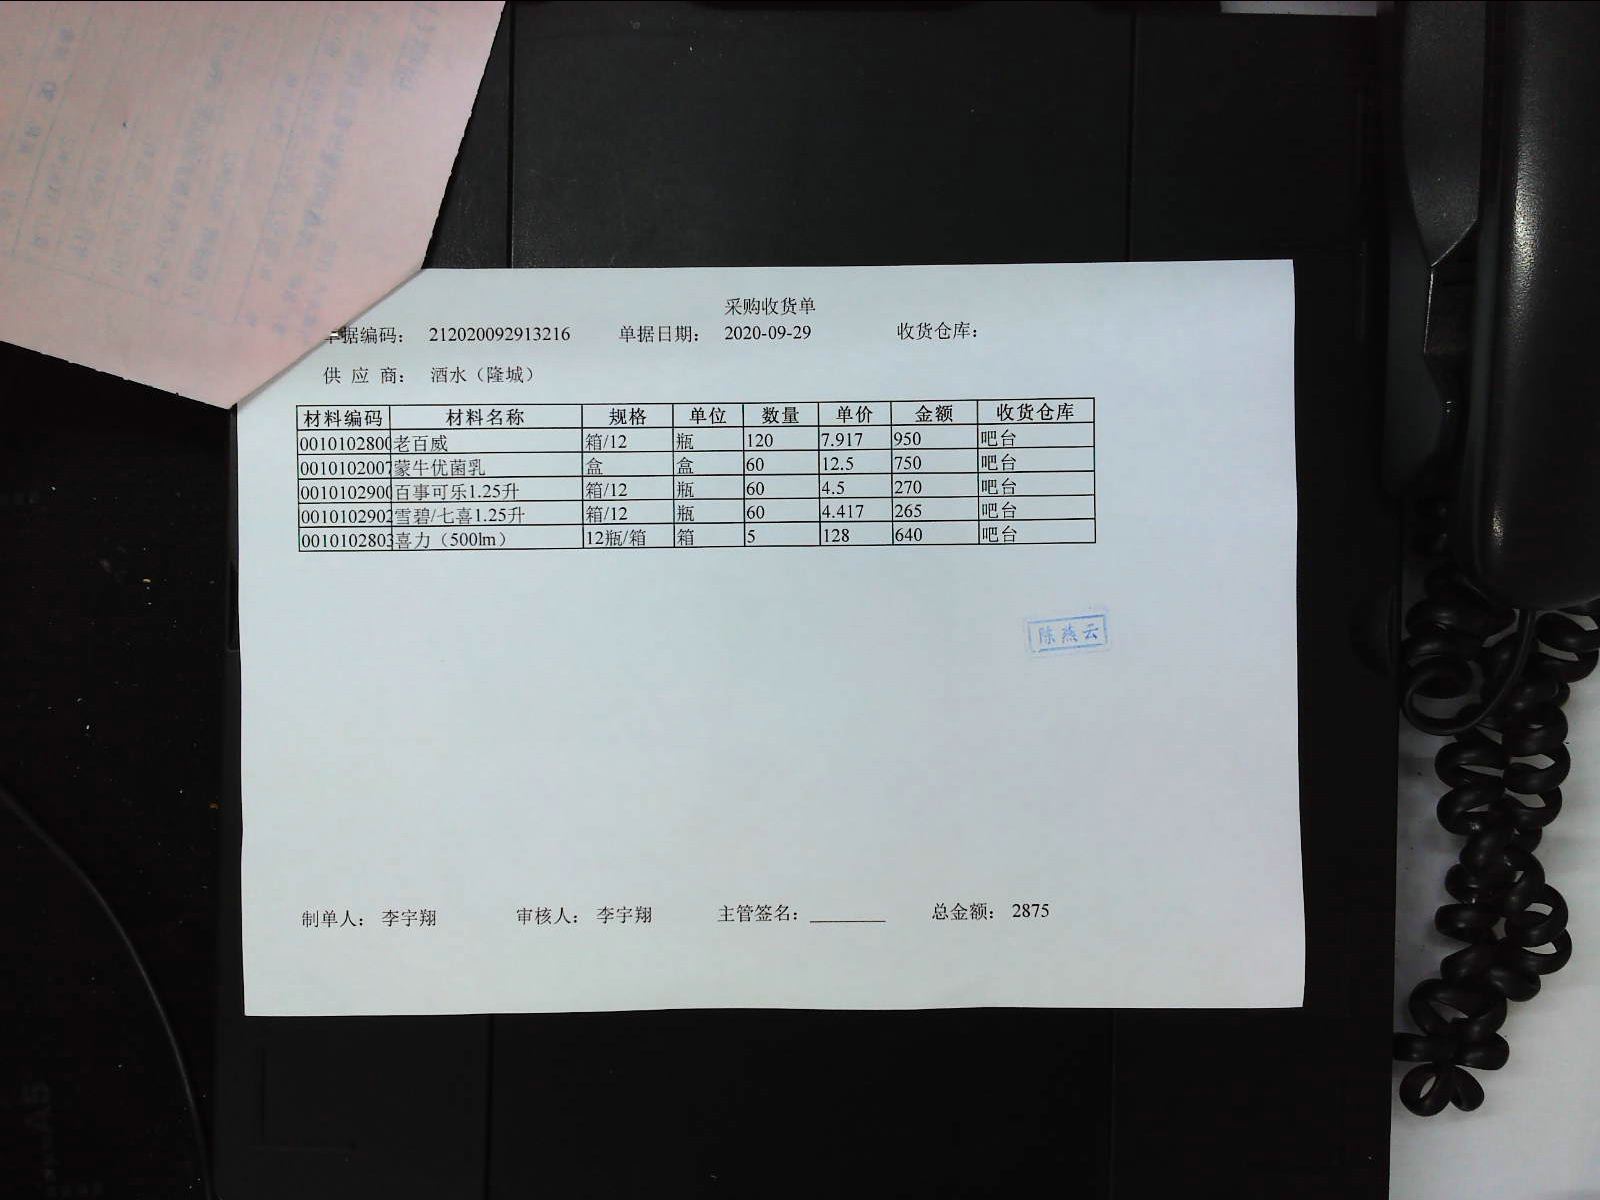 采购收货单
单据编码： 212020092913216 单据日期： 2020-09-29 收货仓库：
供 应 商： 酒水（隆城）
材料编码 材料名称 规格 单位 数量 单价 金额 收货仓库
0010102800 老百威 箱/12 瓶 120 7.917 950 吧台
0010102007 蒙牛优菌乳 盒 盒 60 12.5 750 吧台
0010102900 百事可乐1.25升 箱/12 瓶 60 4.5 270 吧台
0010102902 雪碧/七喜1.25升 箱/12 瓶 60 4.417 265 吧台
0010102803 喜力（500lm） 12瓶/箱 箱 5 128 640 吧台
陈燕云
制单人： 李宇翔 审核人： 李宇翔 主管签名：________ 总金额： 2875